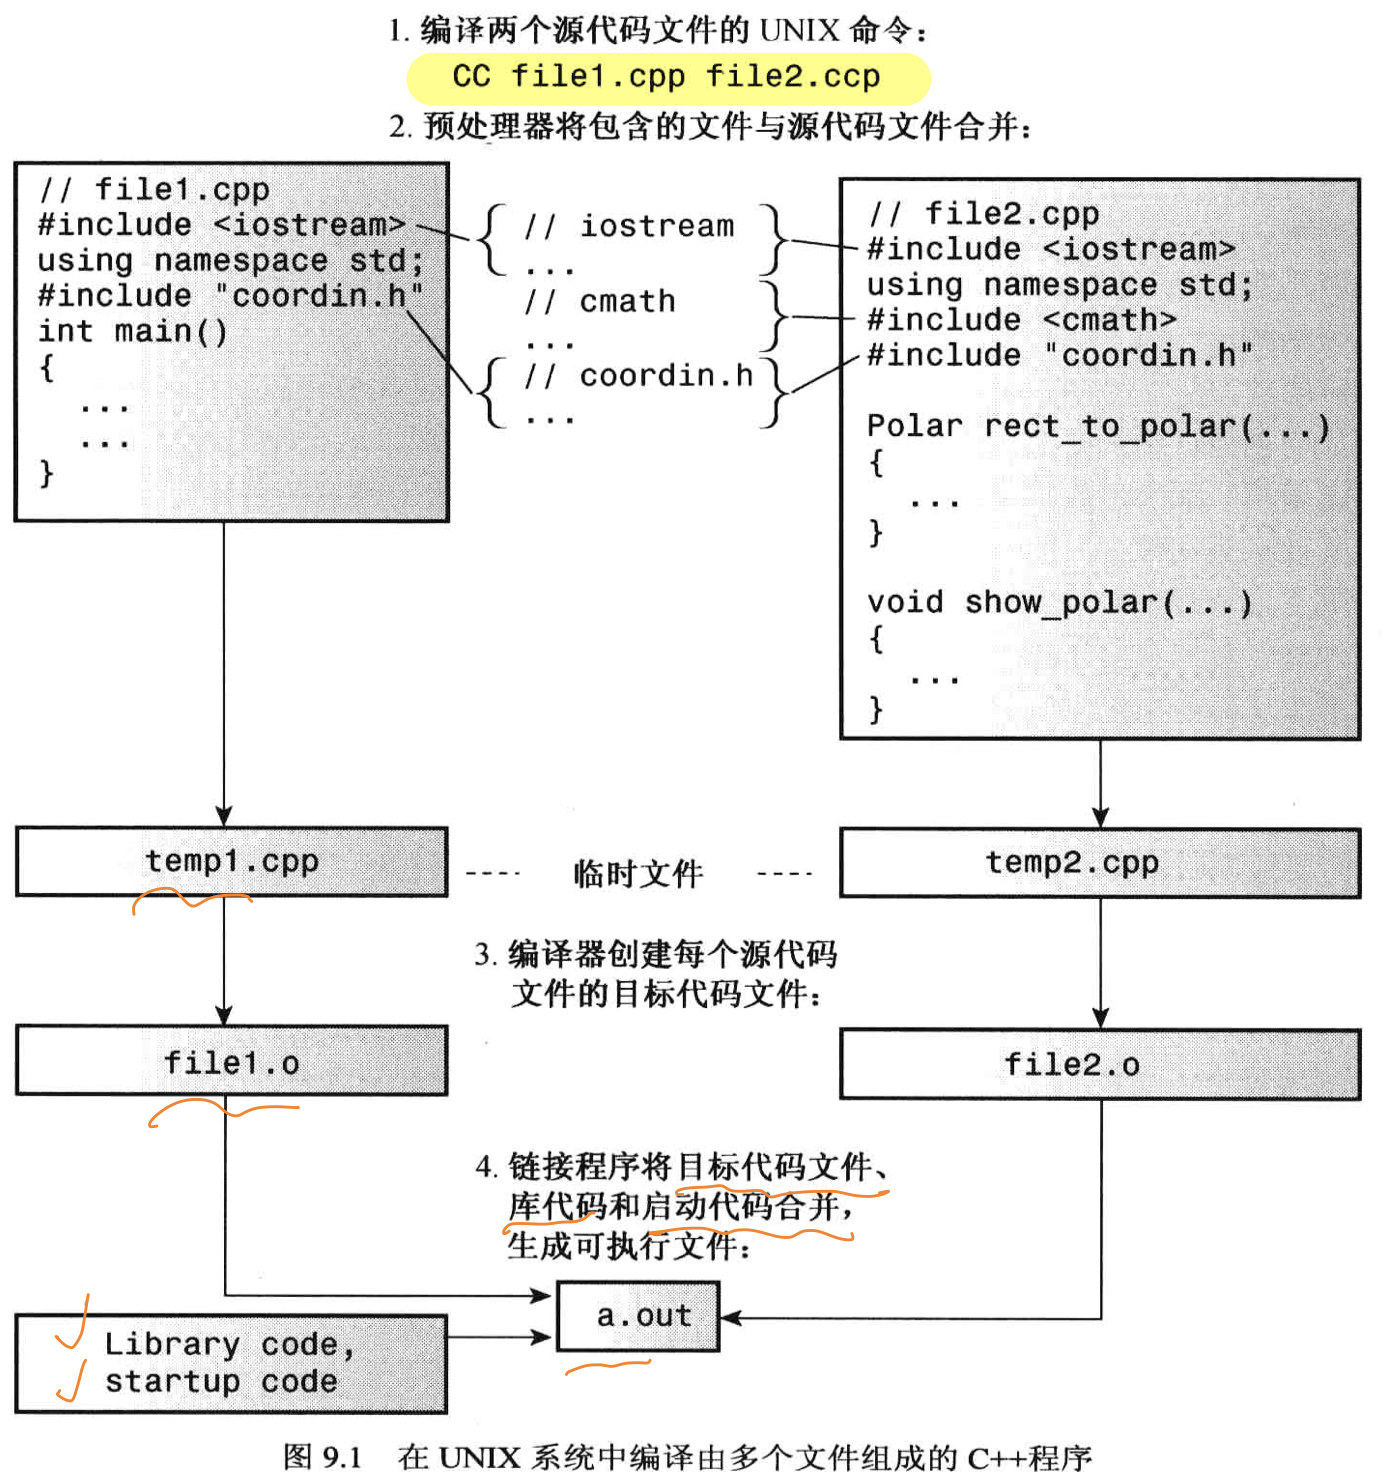 1. 编译两个源代码文件的 UNIX 命令：
CC file1.cpp file2.ccp
2. 预处理器将包含的文件与源代码文件合并：
// file1.cpp
#include <iostream>
using namespace std;
#include "coordin.h"
int main()
{
...
...
}
// iostream
...
// cmath
...
// coordin.h
...
// file2.cpp
#include <iostream>
using namespace std;
#include <cmath>
#include "coordin.h"
Polar rect_to_polar(...)
{
...
}
void show_polar(...)
{
...
}
temp1.cpp
---- 临时文件 ----
temp2.cpp
3. 编译器创建每个源代码
文件的目标代码文件：
file1.o
file2.o
4. 链接程序将目标代码文件、
库代码和启动代码合并，
生成可执行文件：
a.out
Library code,
startup code
图 9.1 在 UNIX 系统中编译由多个文件组成的 C++程序